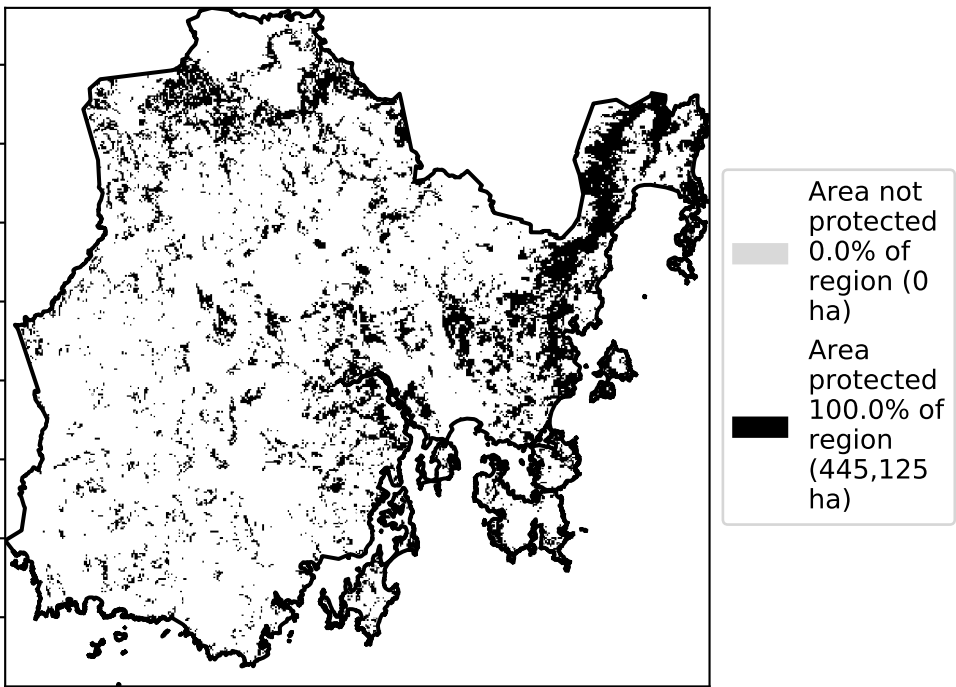 Area not
protected
0.0% of
region (0
ha)
Area
protected
100.0% of
region
(445,125
ha)